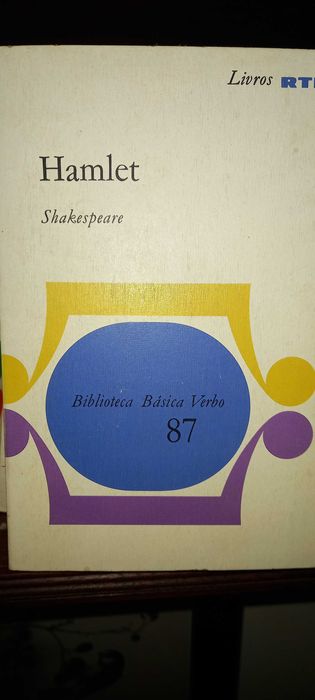 Livros RTP
Hamlet
Shakespeare
Biblioteca Básica Verbo
87